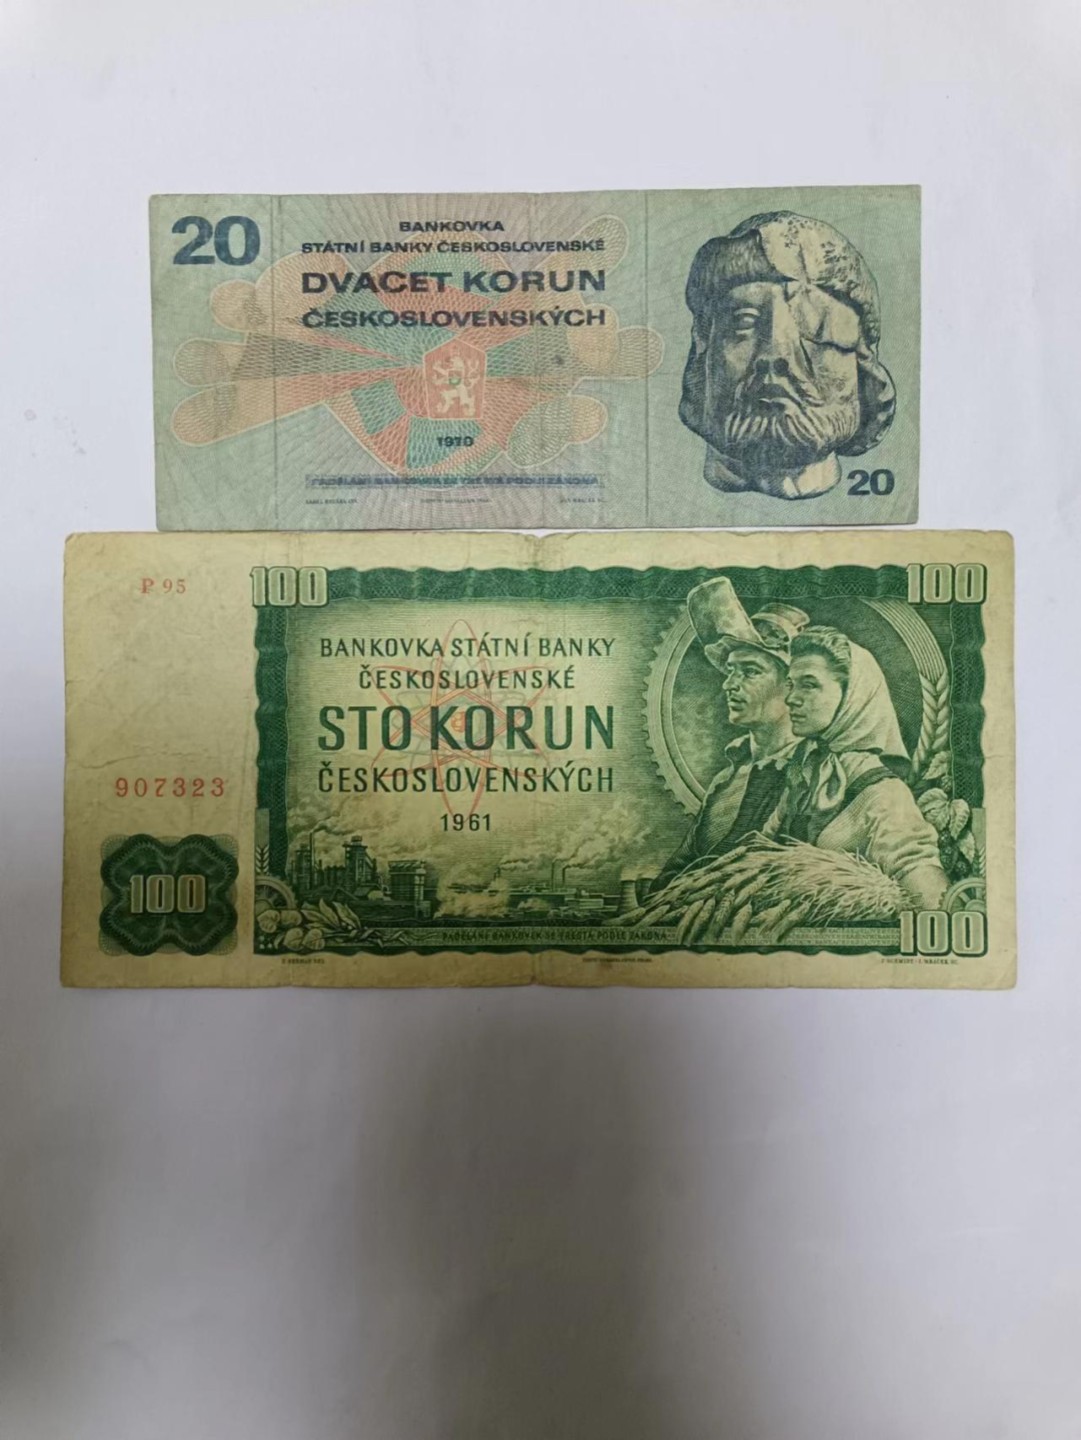 20
BANKOVKA
STÁTNÍ BANKY ČESKOSLOVENSKÉ
DVACET KORUN
ČESKOSLOVENSKÝCH
1970
20
P 95
100
100
BANKOVKA STÁTNÍ BANKY
ČESKOSLOVENSKÉ
STO KORUN
ČESKOSLOVENSKÝCH
1961
907323
100
100
PADĚLÁNÍ BANKOVEK SE TRESTÁ PODLE ZÁKONA